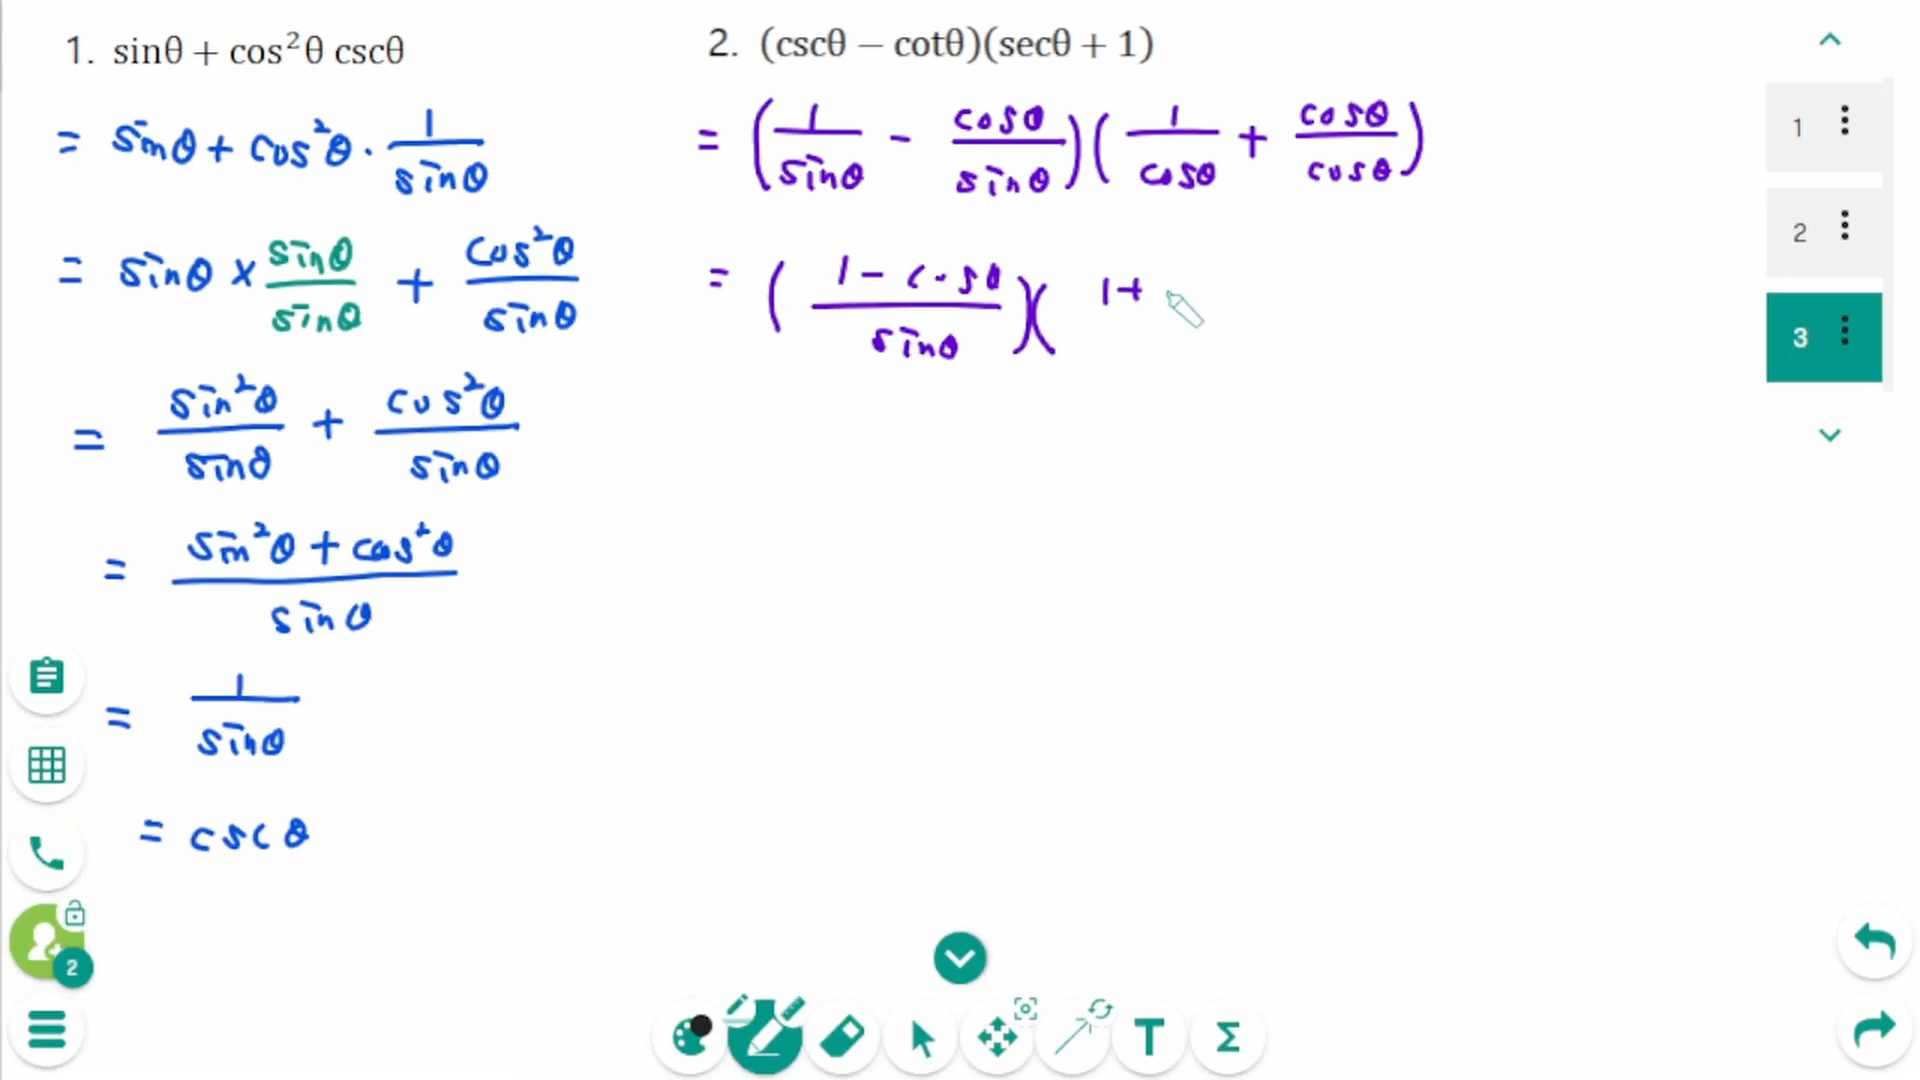 1. sinθ + cos²θ cscθ
= sinθ + cos²θ · 1/sinθ
= sinθ × sinθ/sinθ + cos²θ/sinθ
= sin²θ/sinθ + cos²θ/sinθ
= (sin²θ + cos²θ)/sinθ
= 1/sinθ
= cscθ
2. (cscθ − cotθ)(secθ + 1)
= (1/sinθ - cosθ/sinθ)(1/cosθ + cosθ/cosθ)
= ((1 - cosθ)/sinθ)( 1+
1
2
3
2
T
Σ